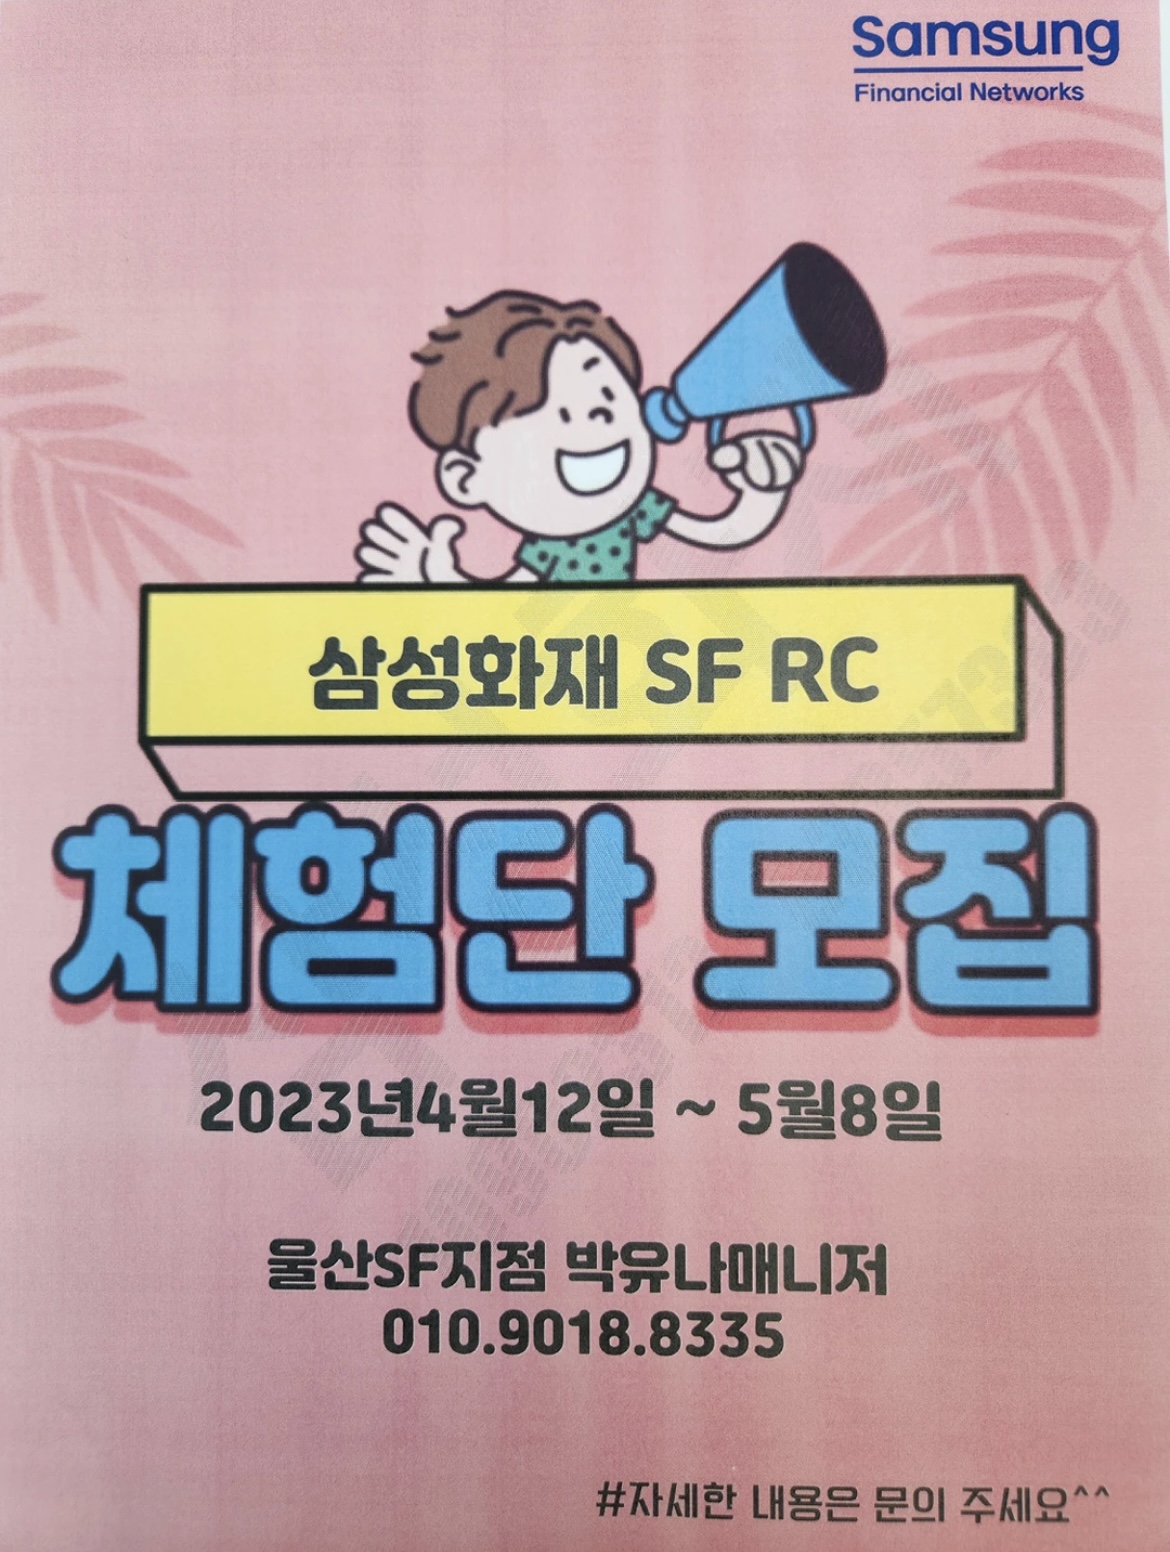 Samsung
Financial Networks
삼성화재 SF RC
체험단 모집
2023년4월12일 ~ 5월8일
울산SF지점 박유나매니저
010.9018.8335
#자세한 내용은 문의 주세요^^